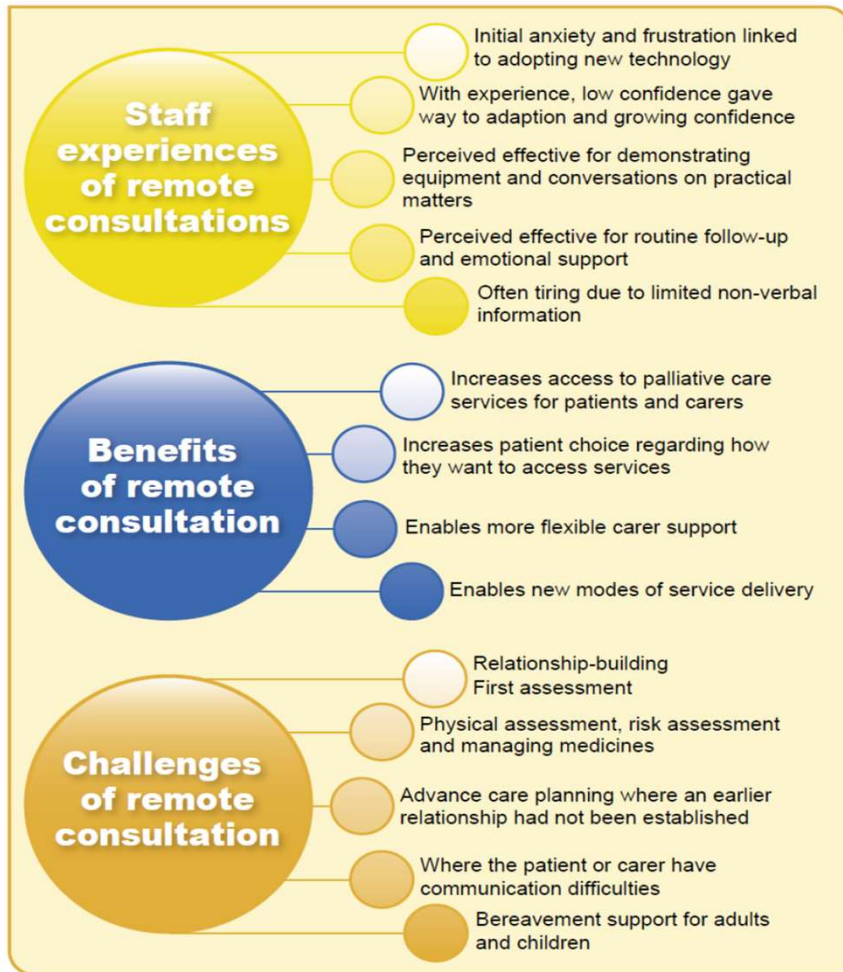 Staff
experiences
of remote
consultations
Initial anxiety and frustration linked
to adopting new technology
With experience, low confidence gave
way to adaption and growing confidence
Perceived effective for demonstrating
equipment and conversations on practical
matters
Perceived effective for routine follow-up
and emotional support
Often tiring due to limited non-verbal
information
Benefits
of remote
consultation
Increases access to palliative care
services for patients and carers
Increases patient choice regarding how
they want to access services
Enables more flexible carer support
Enables new modes of service delivery
Challenges
of remote
consultation
Relationship-building
First assessment
Physical assessment, risk assessment
and managing medicines
Advance care planning where an earlier
relationship had not been established
Where the patient or carer have
communication difficulties
Bereavement support for adults
and children